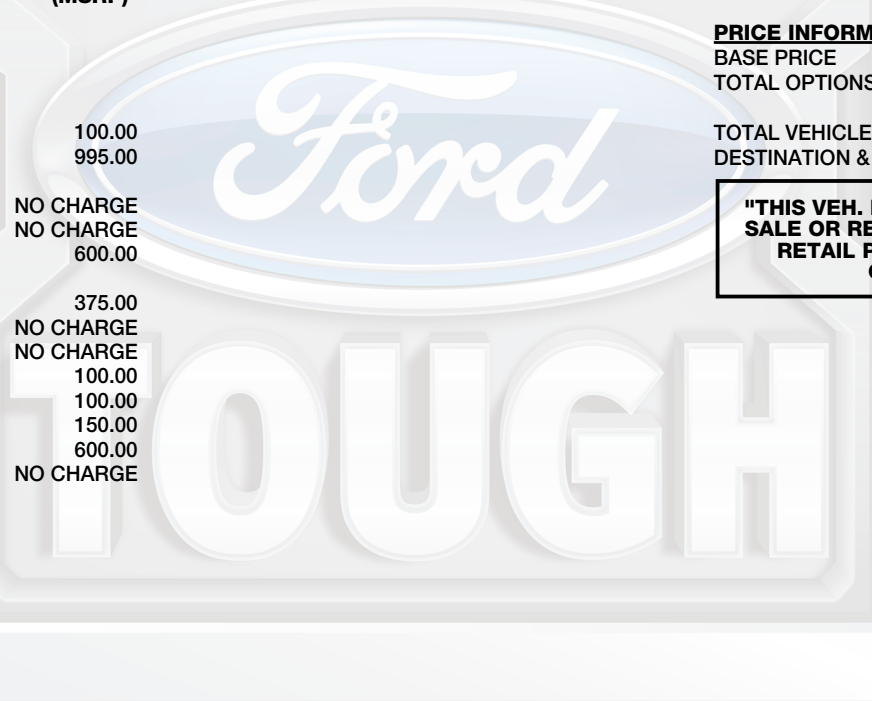 (MSRP)
100.00
995.00
NO CHARGE
NO CHARGE
600.00
375.00
NO CHARGE
NO CHARGE
100.00
100.00
150.00
600.00
NO CHARGE
Ford
TOUGH
PRICE INFORM
BASE PRICE
TOTAL OPTIONS
TOTAL VEHICLE
DESTINATION &
"THIS VEH.
SALE OR RE
RETAIL P